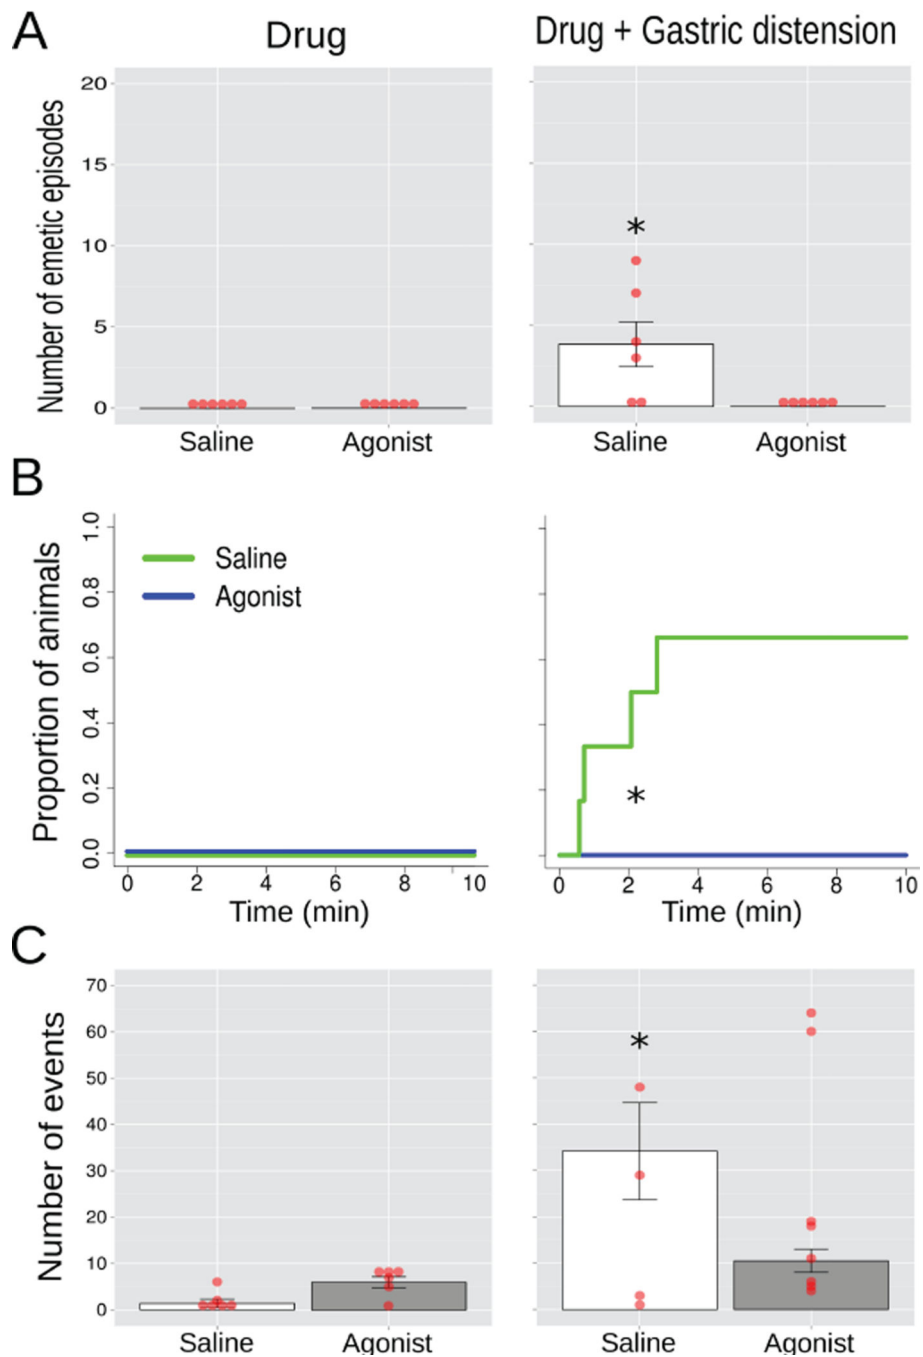 A
Drug
Drug + Gastric distension
Number of emetic episodes
20
15
10
5
0
*
Saline
Agonist
Saline
Agonist
B
Proportion of animals
1.0
0.8
0.6
0.4
0.2
0.0
Saline
Agonist
*
0 2 4 6 8 10
0 2 4 6 8 10
Time (min)
Time (min)
C
Number of events
70
60
50
40
30
20
10
0
*
Saline
Agonist
Saline
Agonist